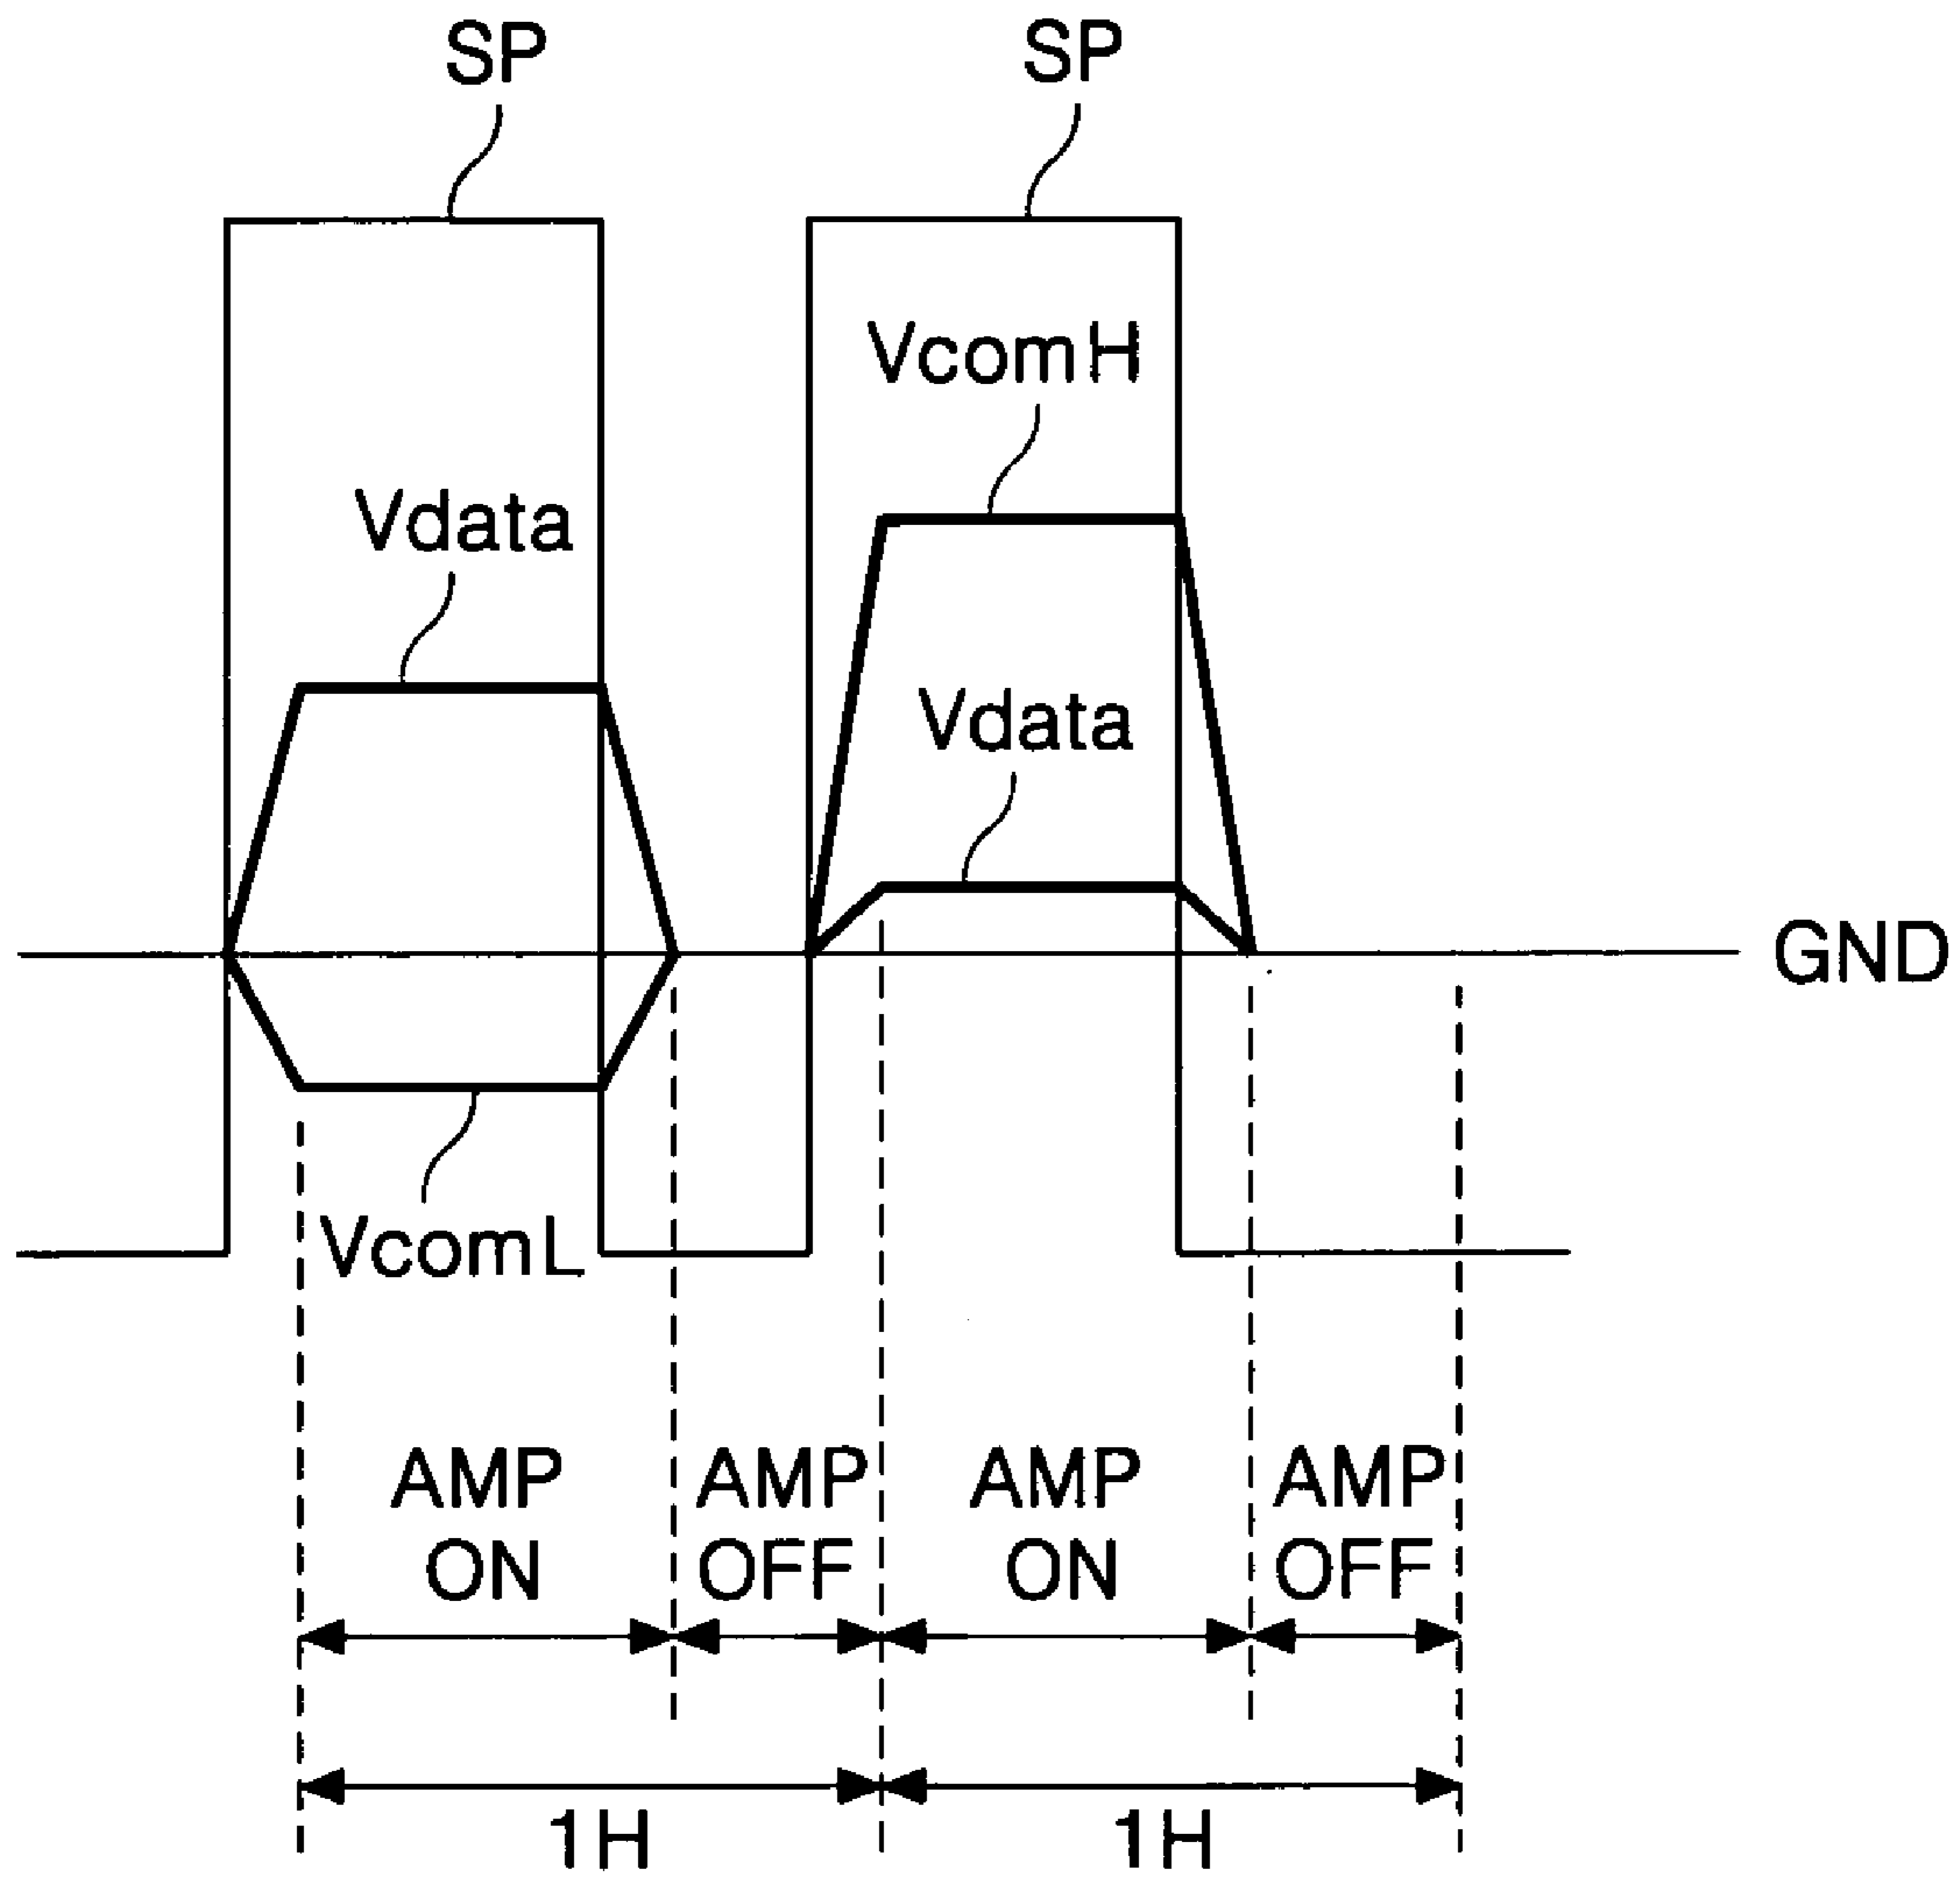 SP SP
VcomH
Vdata
Vdata
GND
VcomL
AMP AMP AMP AMP
ON OFF ON OFF
1H 1H